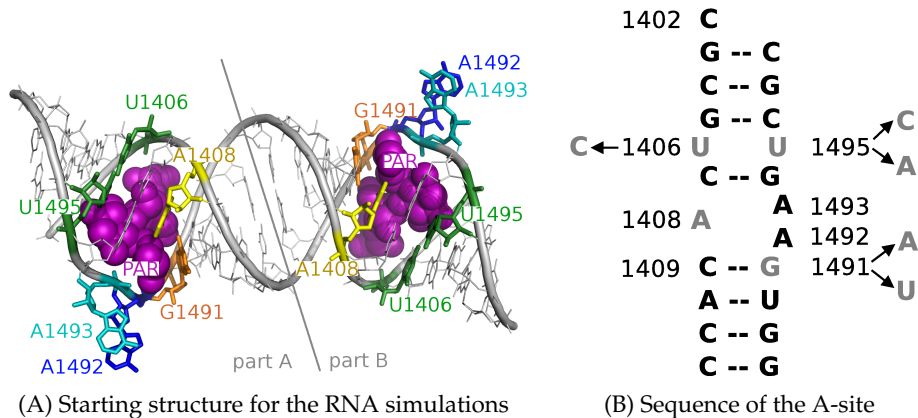 A1492
A1493
U1406
G1491
A1408
PAR
U1495
U1495
PAR
A1408
G1491
U1406
A1493
A1492
part A
part B
(A) Starting structure for the RNA simulations
1402 C
G -- C
C -- G
G -- C
C 1406 U U 1495 C A
C -- G
A 1493
1408 A
A 1492
1409 C -- G 1491 A U
A -- U
C -- G
C -- G
(B) Sequence of the A-site